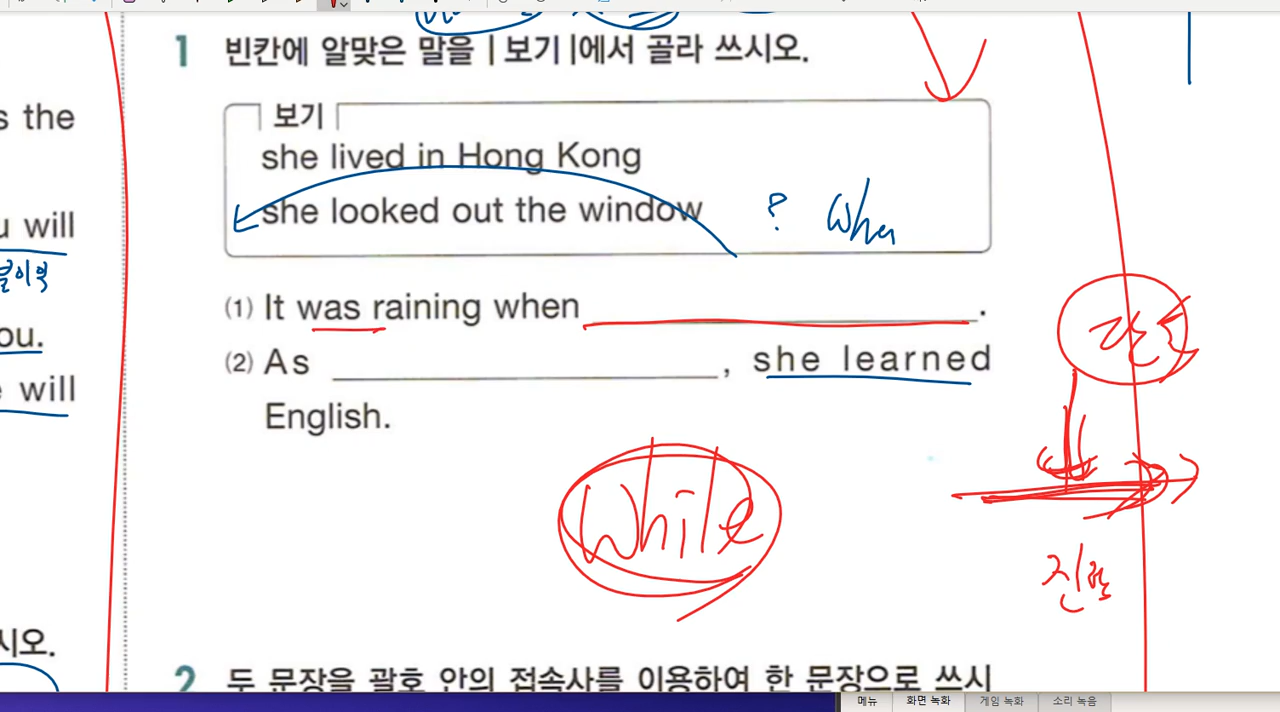 1 빈칸에 알맞은 말을 | 보기 |에서 골라 쓰시오.
s the
보기
she lived in Hong Kong
she looked out the window ? When
u will
(1) It was raining when ____________.
ou.
(2) As ____________, she learned
e will
English.
While
시오.
2 두 문장을 괄호 안의 접속사를 이용하여 한 문장으로 쓰시
메뉴 화면 녹화 게임 녹화 소리 녹음